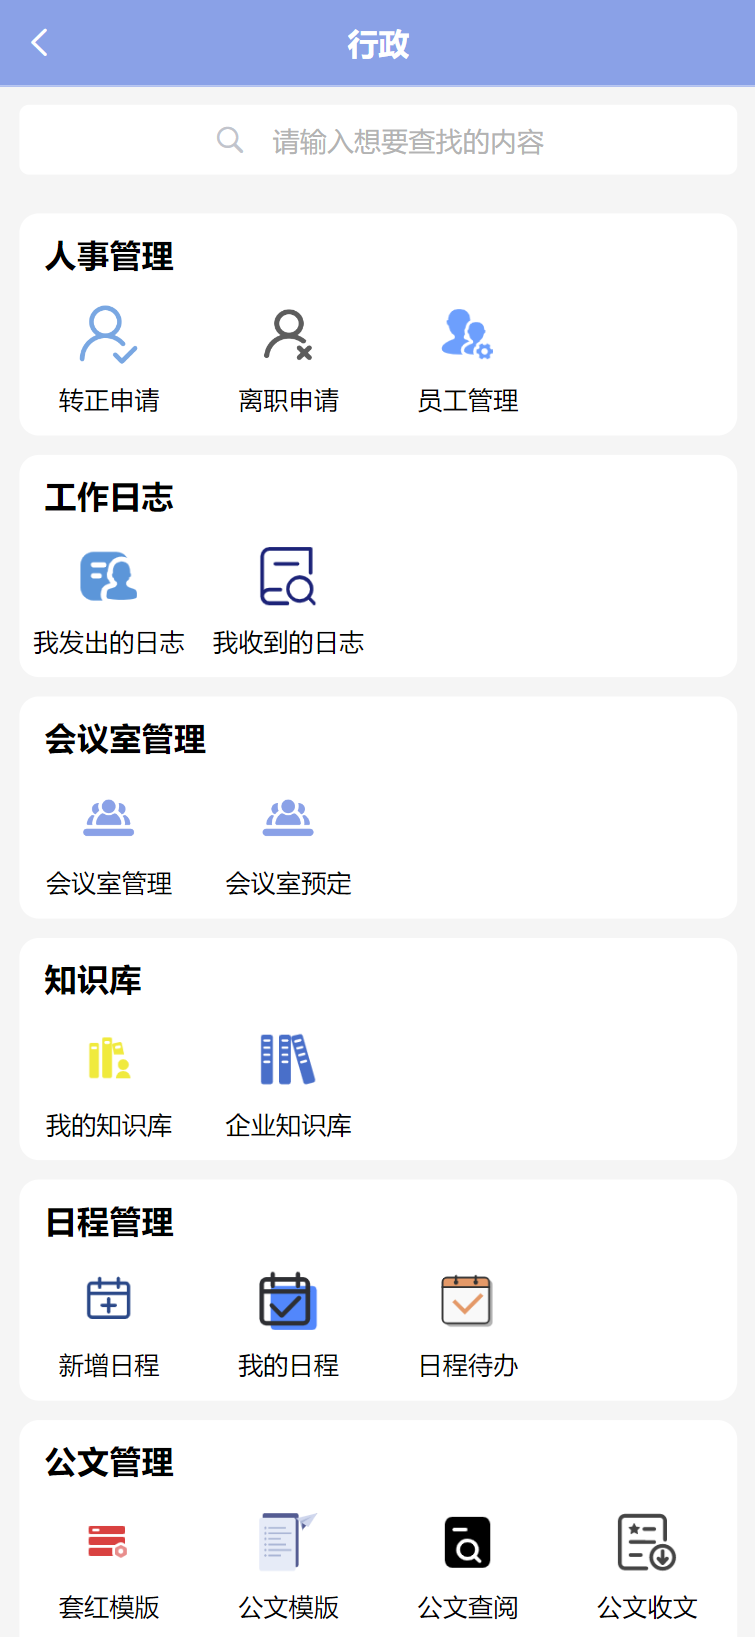 行政
请输入想要查找的内容
人事管理
转正申请 离职申请 员工管理
工作日志
我发出的日志 我收到的日志
会议室管理
会议室管理 会议室预定
知识库
我的知识库 企业知识库
日程管理
新增日程 我的日程 日程待办
公文管理
套红模版 公文模版 公文查阅 公文收文